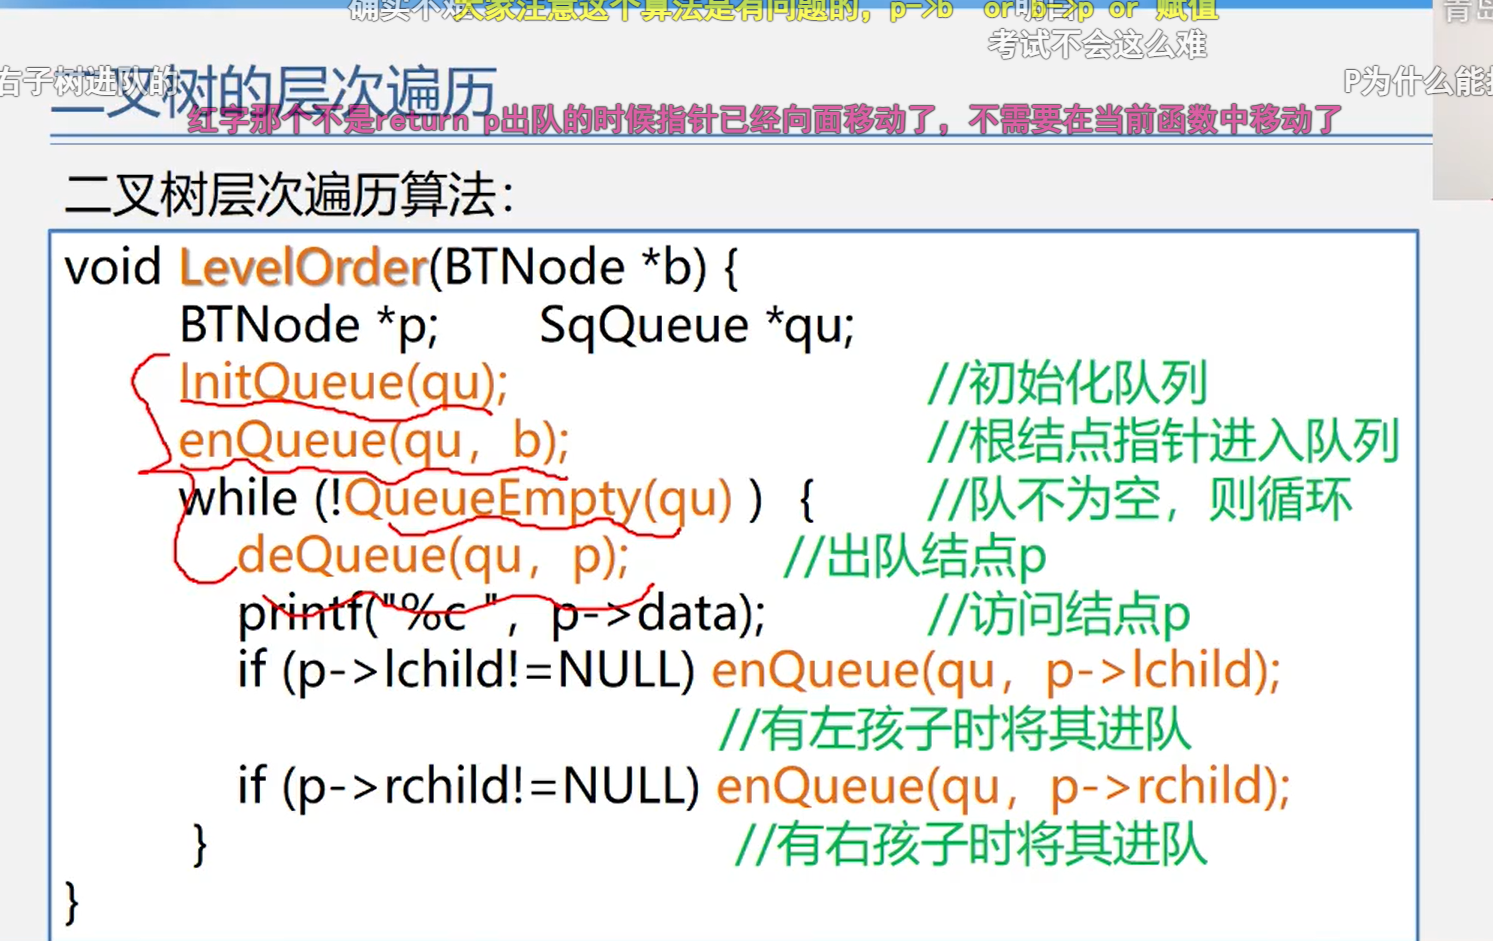 确实不难
大家注意这个算法是有问题的，p->b or b->p or 赋值
青岛
考试不会这么难
右子树进队的
二叉树的层次遍历
P为什么能
红字那个不是return p出队的时候指针已经向面移动了，不需要在当前函数中移动了
二叉树层次遍历算法：
void LevelOrder(BTNode *b) {
BTNode *p; SqQueue *qu;
InitQueue(qu); //初始化队列
enQueue(qu，b); //根结点指针进入队列
while (!QueueEmpty(qu) ) { //队不为空，则循环
deQueue(qu，p); //出队结点p
printf("%c ", p->data); //访问结点p
if (p->lchild!=NULL) enQueue(qu，p->lchild);
//有左孩子时将其进队
if (p->rchild!=NULL) enQueue(qu，p->rchild);
} //有右孩子时将其进队
}